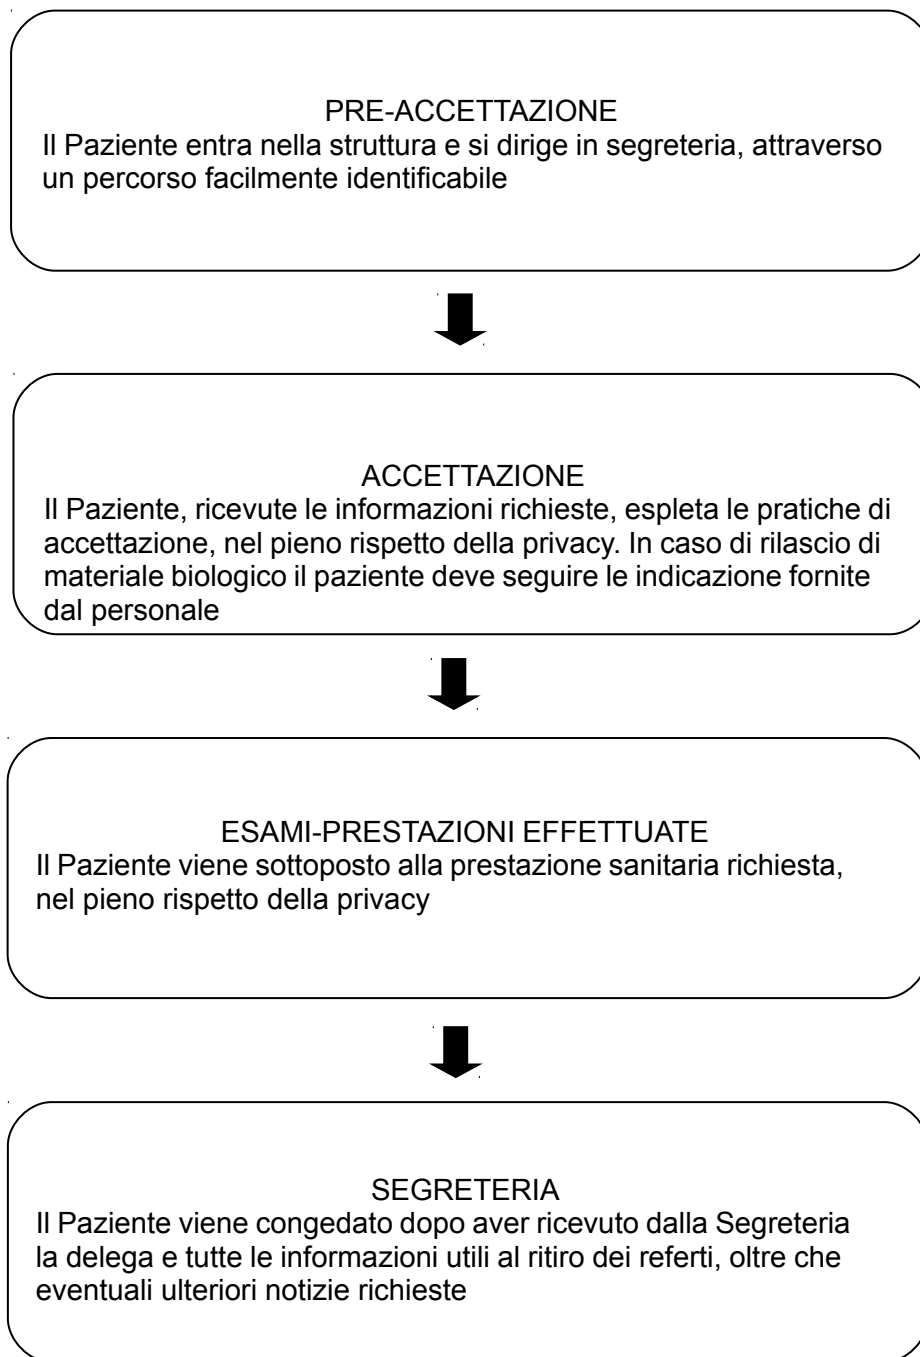 PRE-ACCETTAZIONE
Il Paziente entra nella struttura e si dirige in segreteria, attraverso
un percorso facilmente identificabile
ACCETTAZIONE
Il Paziente, ricevute le informazioni richieste, espleta le pratiche di
accettazione, nel pieno rispetto della privacy. In caso di rilascio di
materiale biologico il paziente deve seguire le indicazione fornite
dal personale
ESAMI-PRESTAZIONI EFFETTUATE
Il Paziente viene sottoposto alla prestazione sanitaria richiesta,
nel pieno rispetto della privacy
SEGRETERIA
Il Paziente viene congedato dopo aver ricevuto dalla Segreteria
la delega e tutte le informazioni utili al ritiro dei referti, oltre che
eventuali ulteriori notizie richieste